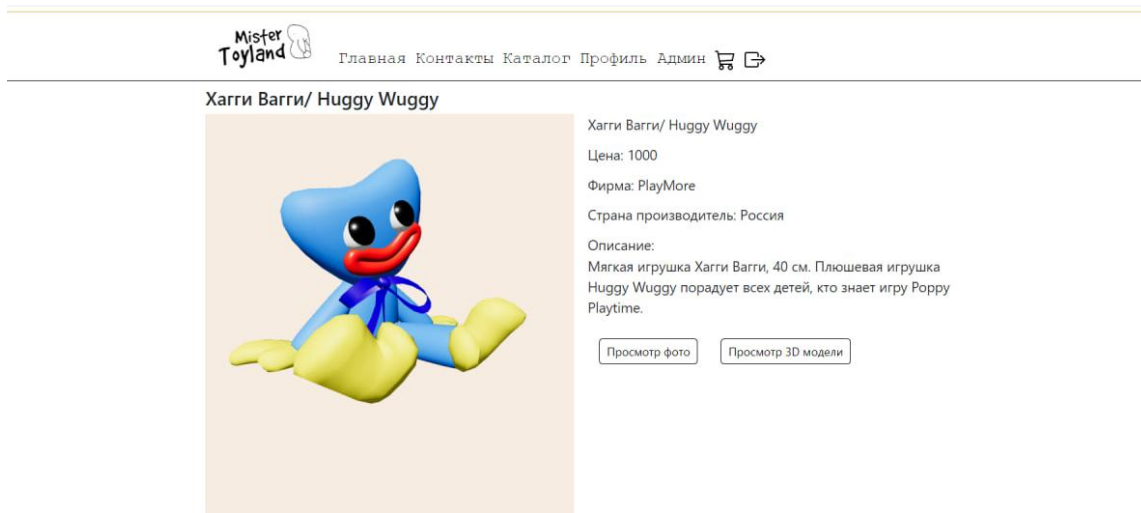 Mister
Toyland
Главная Контакты Каталог Профиль Админ
Хагги Вагги/ Huggy Wuggy
Хагги Вагги/ Huggy Wuggy
Цена: 1000
Фирма: PlayMore
Страна производитель: Россия
Описание:
Мягкая игрушка Хагги Вагги, 40 см. Плюшевая игрушка
Huggy Wuggy порадует всех детей, кто знает игру Poppy
Playtime.
Просмотр фото Просмотр 3D модели